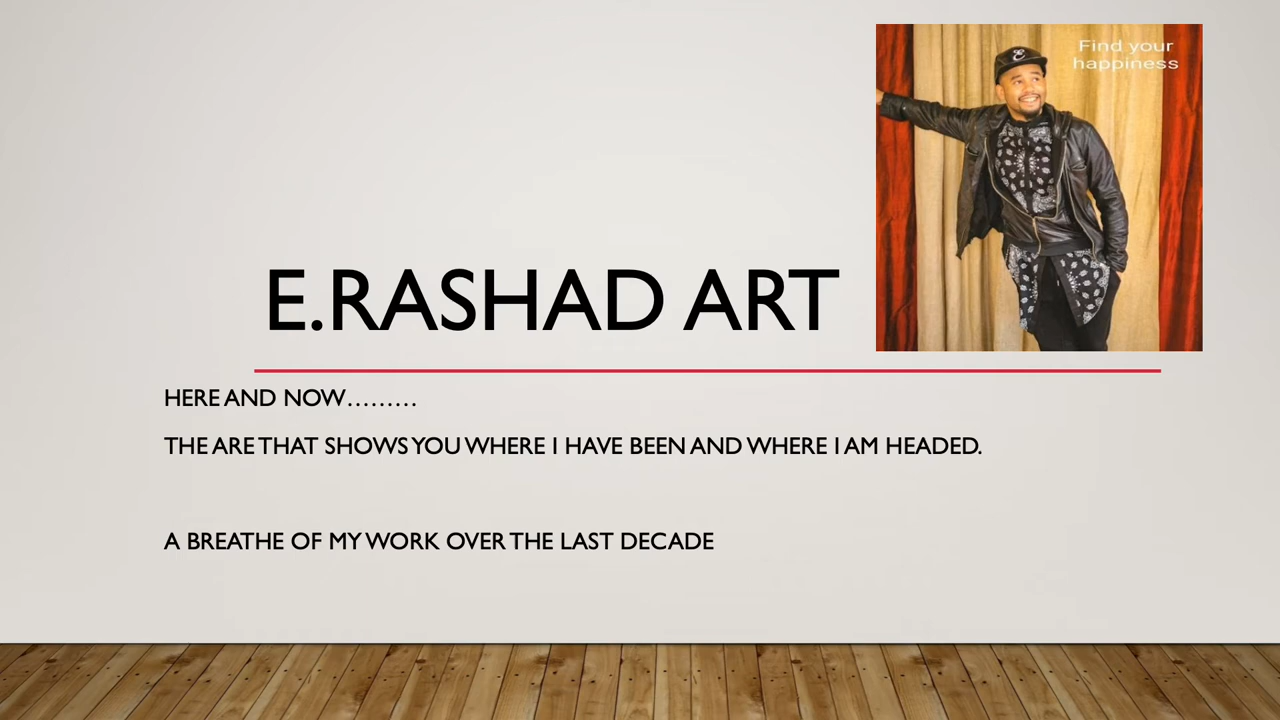 Find your
happiness
E.RASHAD ART
HERE AND NOW………
THE ARE THAT SHOWS YOU WHERE I HAVE BEEN AND WHERE I AM HEADED.
A BREATHE OF MY WORK OVER THE LAST DECADE